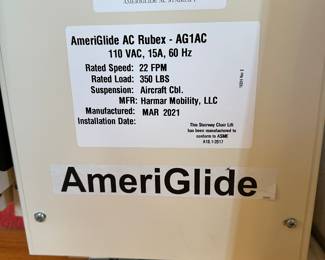 AmeriGlide AC Rubex - AG1AC
110 VAC, 15A, 60 Hz
Rated Speed: 22 FPM
Rated Load: 350 LBS
Suspension: Aircraft Cbl.
MFR: Harmar Mobility, LLC
Manufactured: MAR 2021
Installation Date:
This Stairway Chair Lift
has been manufactured to
conform to ASME
A18.1-2017
AmeriGlide